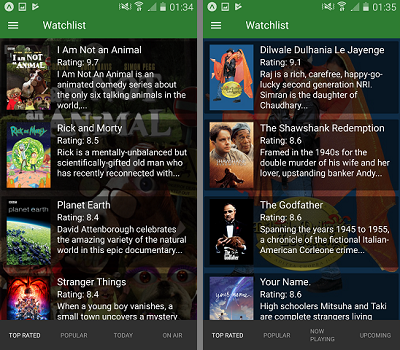 01:34
Watchlist
I Am Not an Animal
Rating: 9.7
I Am Not An Animal is an
animated comedy series about
the only six talking animals in the
world,...
Rick and Morty
Rating: 8.5
Rick is a mentally-unbalanced but
scientifically-gifted old man who
has recently reconnected with...
planet earth
Planet Earth
Rating: 8.4
David Attenborough celebrates
the amazing variety of the natural
world in this epic documentary...
Stranger Things
Rating: 8.4
When a young boy vanishes, a
small town uncovers a mystery
TOP RATED
POPULAR
TODAY
ON AIR
01:35
Watchlist
Dilwale Dulhania Le Jayenge
Rating: 9.1
Raj is a rich, carefree, happy-go-
lucky second generation NRI.
Simran is the daughter of
Chaudhary...
The Shawshank Redemption
Rating: 8.6
Framed in the 1940s for the
double murder of his wife and her
lover, upstanding banker Andy...
The Godfather
Rating: 8.6
Spanning the years 1945 to 1955,
a chronicle of the fictional Italian-
American Corleone crime...
your name.
Your Name.
Rating: 8.6
High schoolers Mitsuha and Taki
are complete strangers living
TOP RATED
POPULAR
NOW
PLAYING
UPCOMING